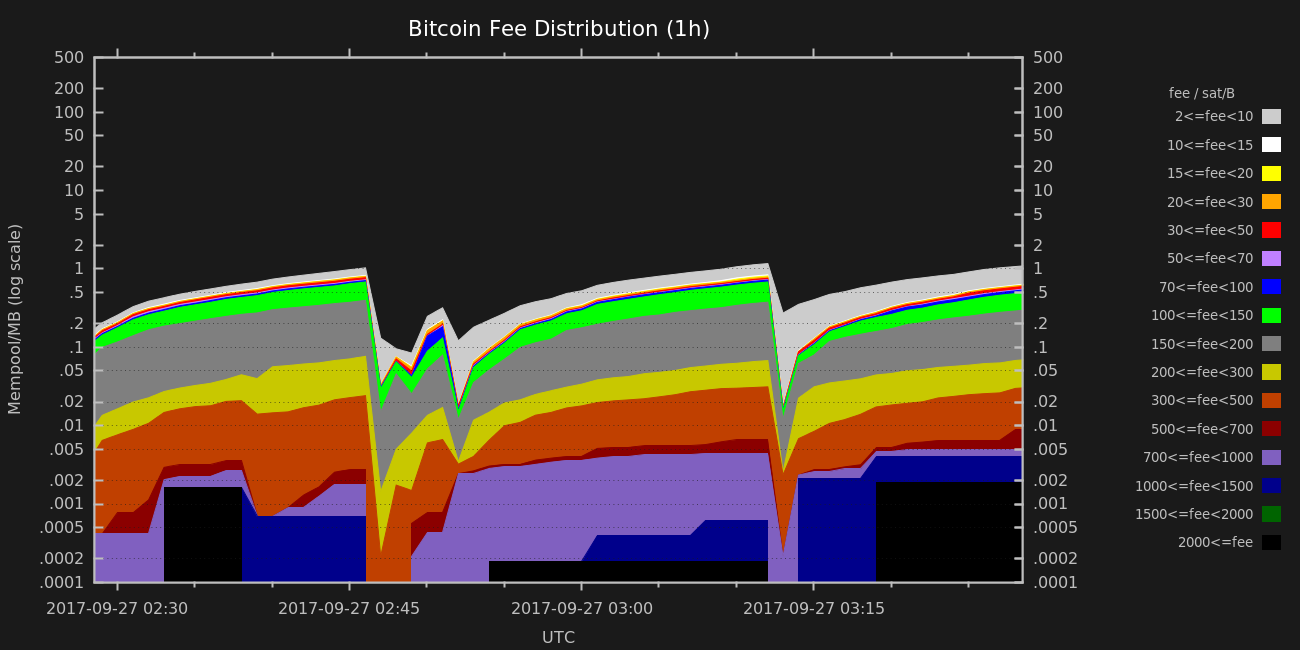 Bitcoin Fee Distribution (1h)
500
200
100
50
20
10
5
2
1
.5
.2
.1
.05
.02
.01
.005
.002
.001
.0005
.0002
.0001
Mempool/MB (log scale)
500
200
100
50
20
10
5
2
1
.5
.2
.1
.05
.02
.01
.005
.002
.001
.0005
.0002
.0001
2017-09-27 02:30
2017-09-27 02:45
2017-09-27 03:00
2017-09-27 03:15
UTC
fee / sat/B
2<=fee<10
10<=fee<15
15<=fee<20
20<=fee<30
30<=fee<50
50<=fee<70
70<=fee<100
100<=fee<150
150<=fee<200
200<=fee<300
300<=fee<500
500<=fee<700
700<=fee<1000
1000<=fee<1500
1500<=fee<2000
2000<=fee